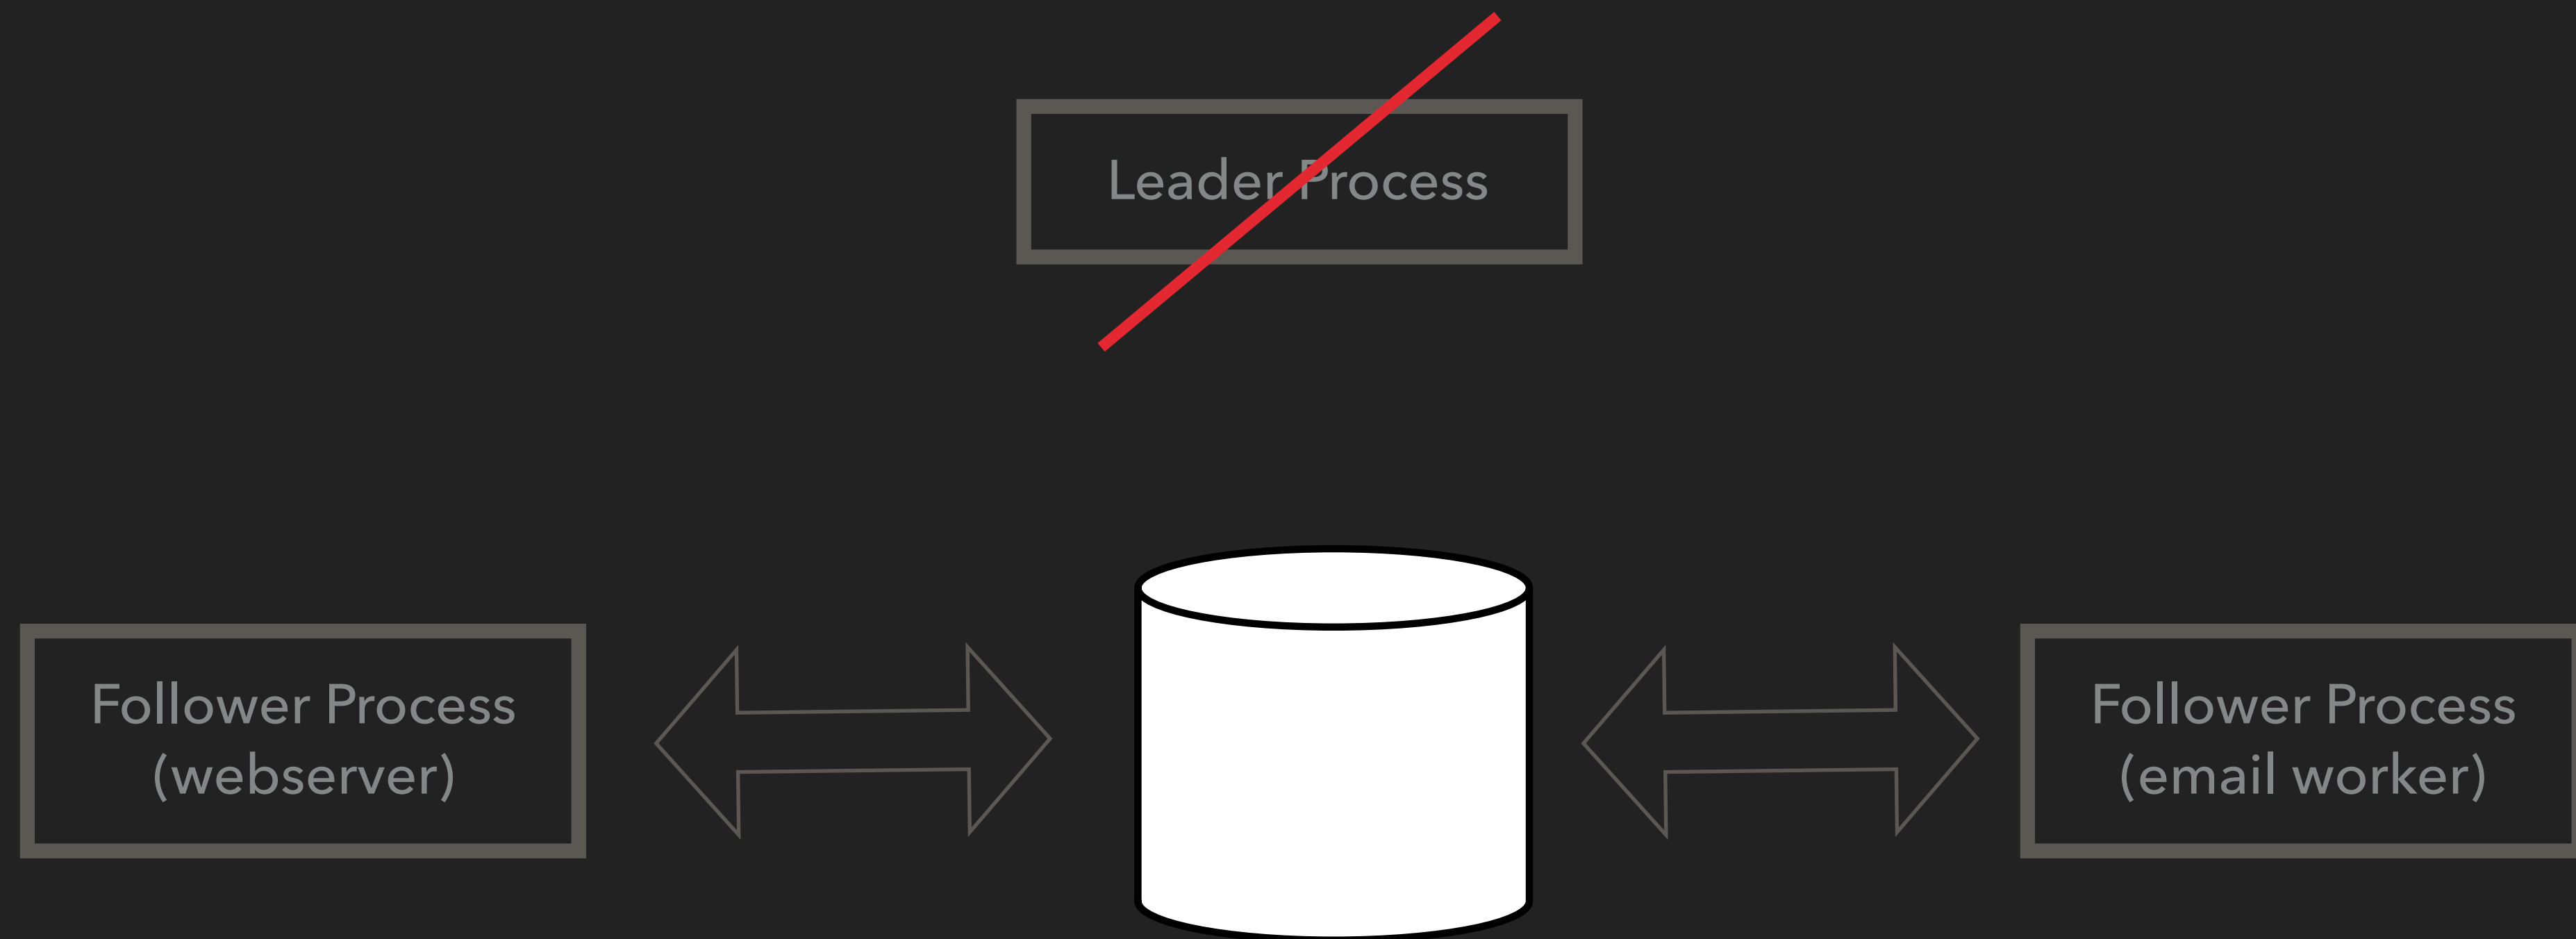 Leader Process
Follower Process
(webserver)
Follower Process
(email worker)